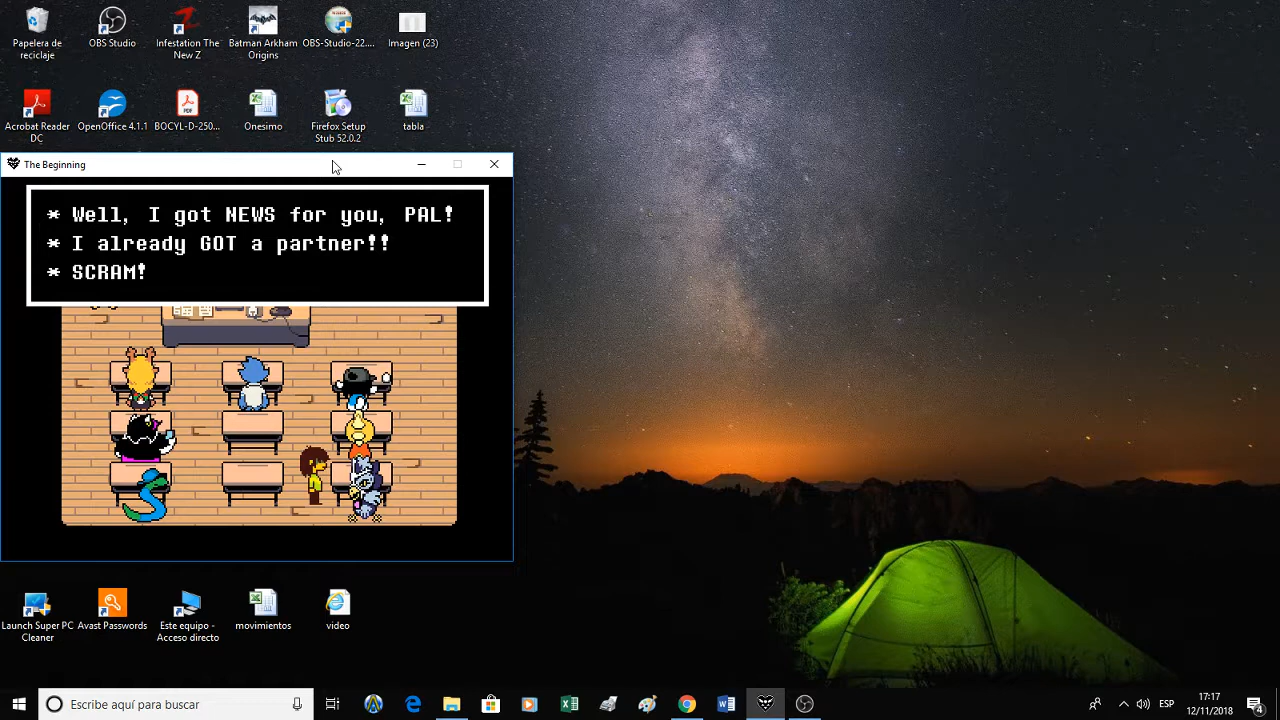 Papelera de
reciclaje
OBS Studio
Infestation The
New Z
Batman Arkham
Origins
OBS-Studio-22....
Imagen (23)
Acrobat Reader
DC
OpenOffice 4.1.1
BOCYL-D-250...
Onesimo
Firefox Setup
Stub 52.0.2
tabla
The Beginning
* Well, I got NEWS for you, PAL!
* I already GOT a partner!!
* SCRAM!
Launch Super PC
Cleaner
Avast Passwords
Este equipo -
Acceso directo
movimientos
video
Escribe aquí para buscar
ESP
17:17
12/11/2018
4